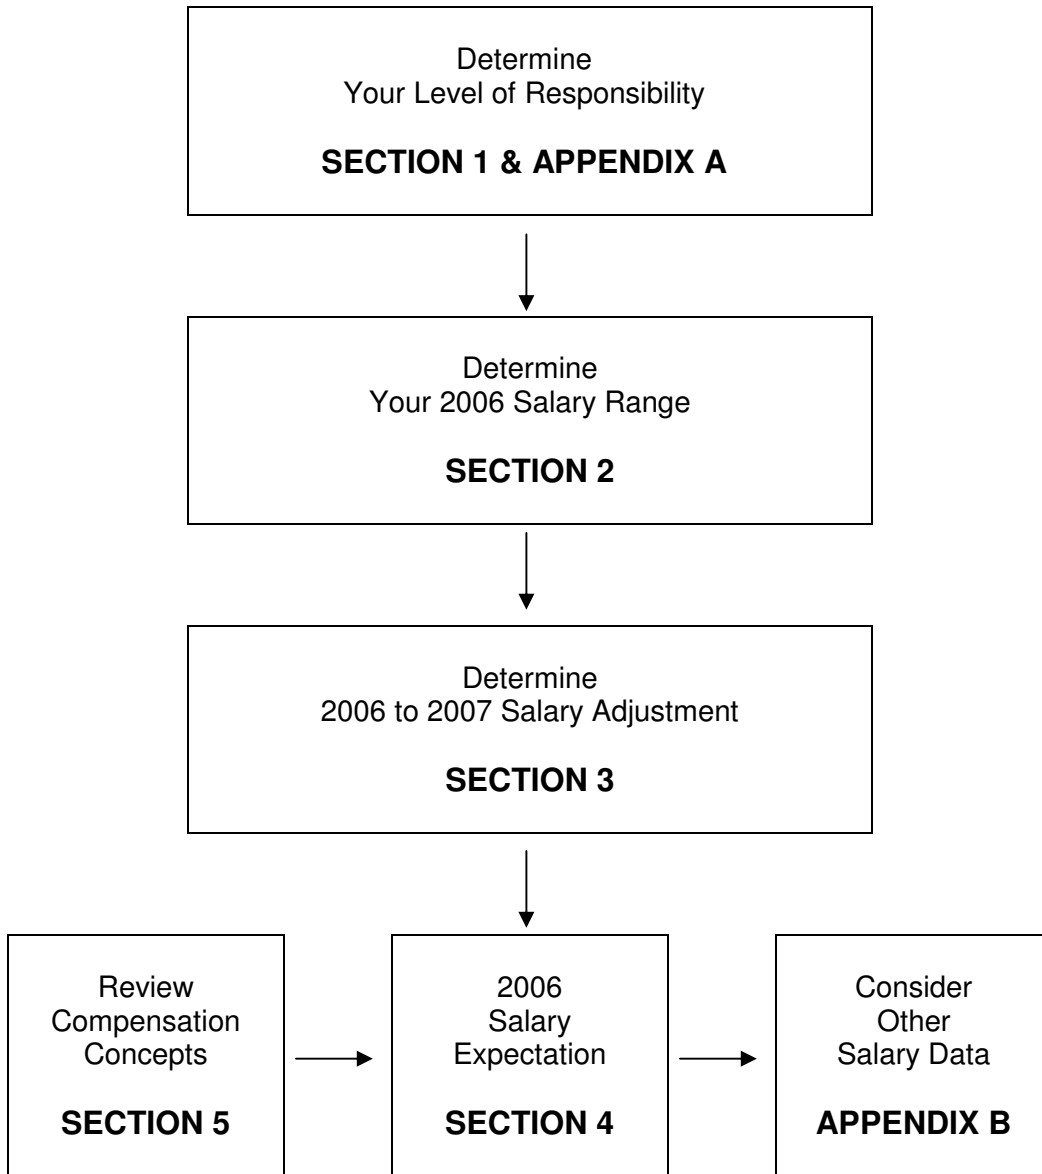 Determine
Your Level of Responsibility
SECTION 1 & APPENDIX A
Determine
Your 2006 Salary Range
SECTION 2
Determine
2006 to 2007 Salary Adjustment
SECTION 3
Review
Compensation
Concepts
SECTION 5
2006
Salary
Expectation
SECTION 4
Consider
Other
Salary Data
APPENDIX B